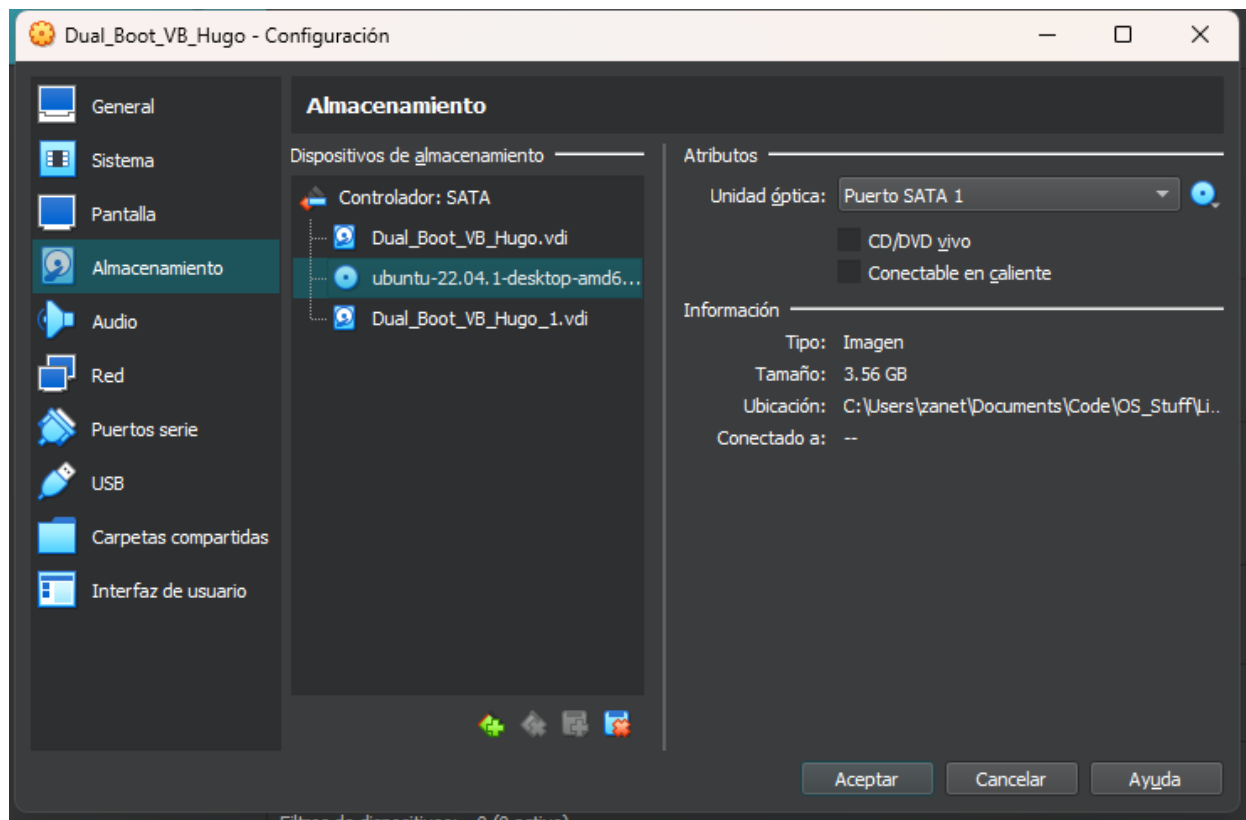 Dual_Boot_VB_Hugo - Configuración
General
Sistema
Pantalla
Almacenamiento
Audio
Red
Puertos serie
USB
Carpetas compartidas
Interfaz de usuario
Almacenamiento
Dispositivos de almacenamiento
Controlador: SATA
Dual_Boot_VB_Hugo.vdi
ubuntu-22.04.1-desktop-amd6...
Dual_Boot_VB_Hugo_1.vdi
Atributos
Unidad óptica: Puerto SATA 1
CD/DVD vivo
Conectable en caliente
Información
Tipo: Imagen
Tamaño: 3.56 GB
Ubicación: C:\Users\zanet\Documents\Code\OS_Stuff\Li..
Conectado a: --
Aceptar Cancelar Ayuda